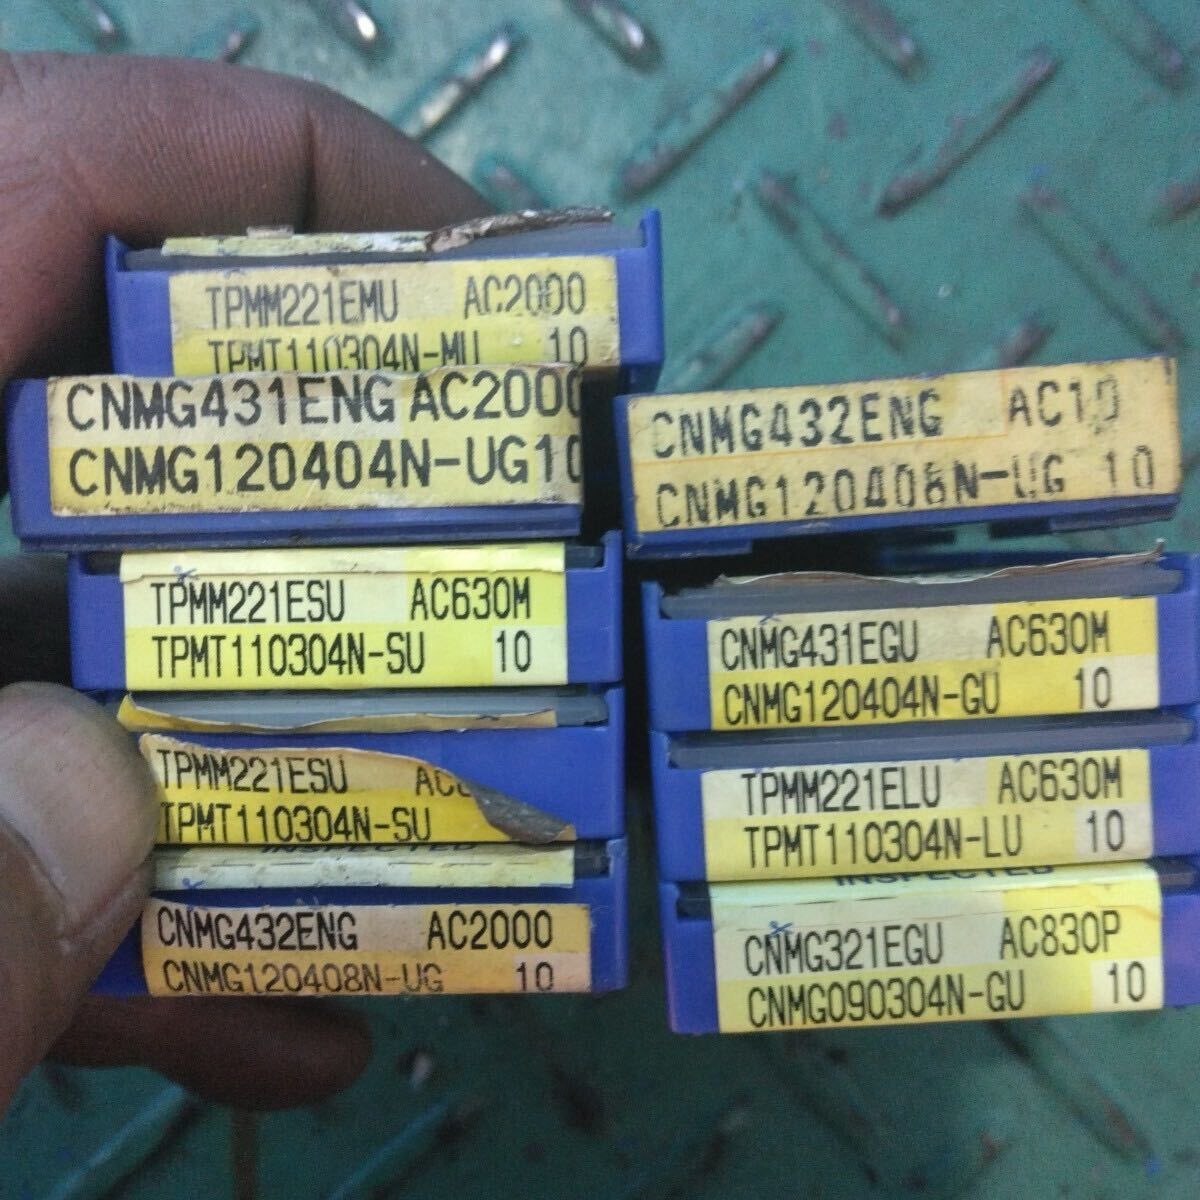 TPMM221EMU AC2000
TPMT110304N-MU 10
CNMG431ENG AC2000
CNMG120404N-UG10
TPMM221ESU AC630M
TPMT110304N-SU 10
TPMM221ESU
TPMT110304N-SU
INSPECTED
CNMG432ENG AC2000
CNMG120408N-UG 10
CNMG432ENG AC10
CNMG120408N-UG 10
CNMG431EGU AC630M
CNMG120404N-GU 10
TPMM221ELU AC630M
TPMT110304N-LU 10
INSPECTED
CNMG321EGU AC830P
CNMG090304N-GU 10